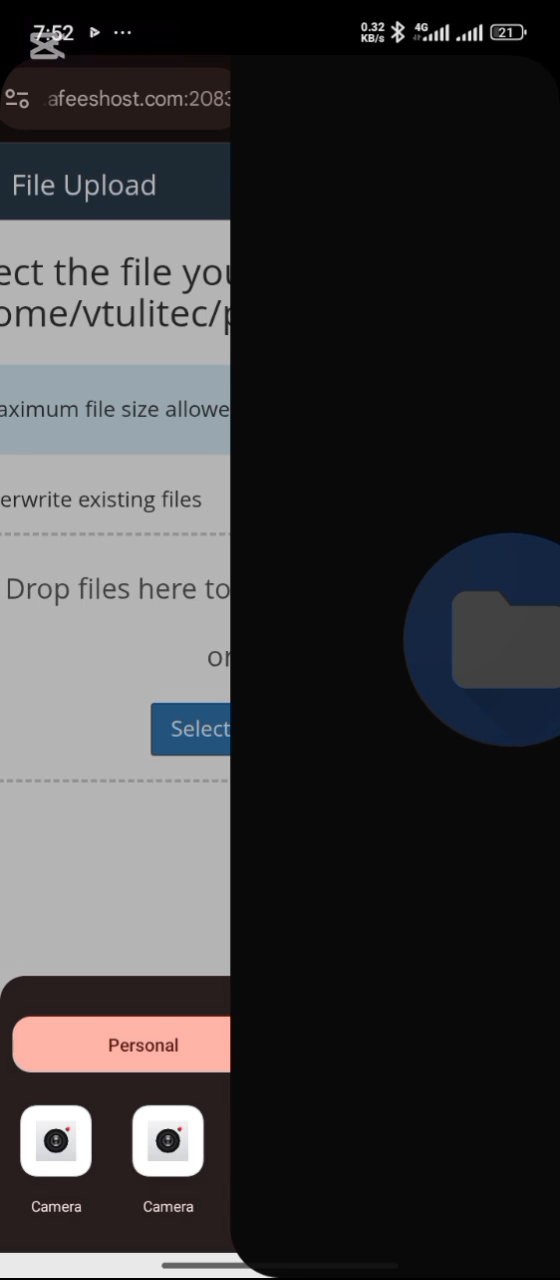 7:52
0.32
KB/s
4G
21
.afeeshost.com:2083
File Upload
ect the file you
ome/vtulitec/p
aximum file size allowe
erwrite existing files
Drop files here to
or
Select
Personal
Camera
Camera